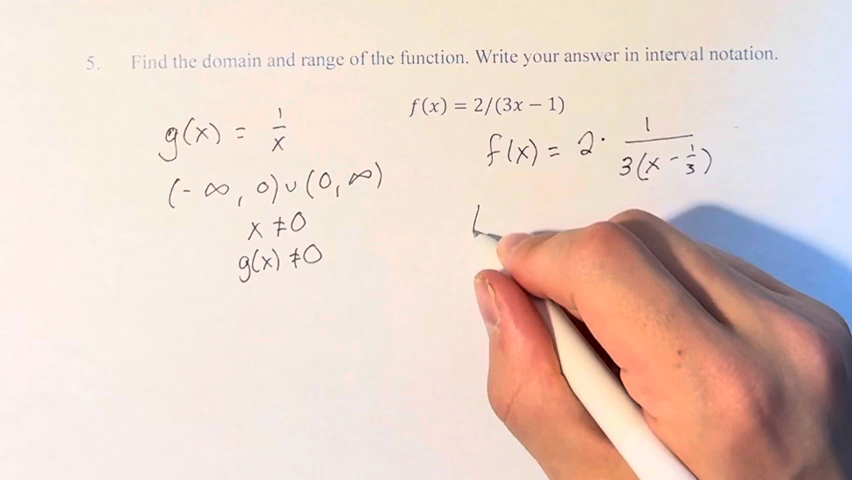 5. Find the domain and range of the function. Write your answer in interval notation.
f(x) = 2/(3x − 1)
g(x) = 1/x
(-∞, 0)∪(0, ∞)
x ≠ 0
g(x) ≠ 0
f(x) = 2 · 1/3(x - 1/3)